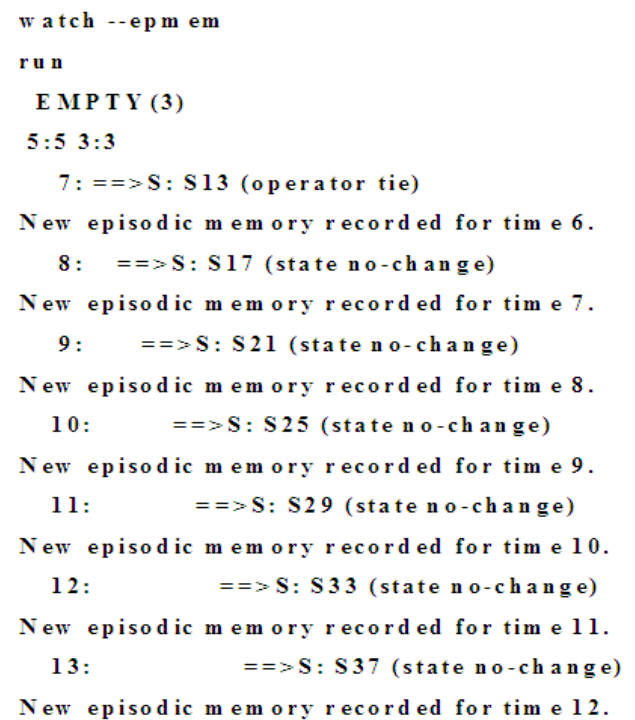 watch --epmem
run
EMPTY(3)
5:5 3:3
7: ==>S: S13 (operator tie)
New episodic memory recorded for time 6.
8: ==>S: S17 (state no-change)
New episodic memory recorded for time 7.
9: ==>S: S21 (state no-change)
New episodic memory recorded for time 8.
10: ==>S: S25 (state no-change)
New episodic memory recorded for time 9.
11: ==>S: S29 (state no-change)
New episodic memory recorded for time 10.
12: ==>S: S33 (state no-change)
New episodic memory recorded for time 11.
13: ==>S: S37 (state no-change)
New episodic memory recorded for time 12.